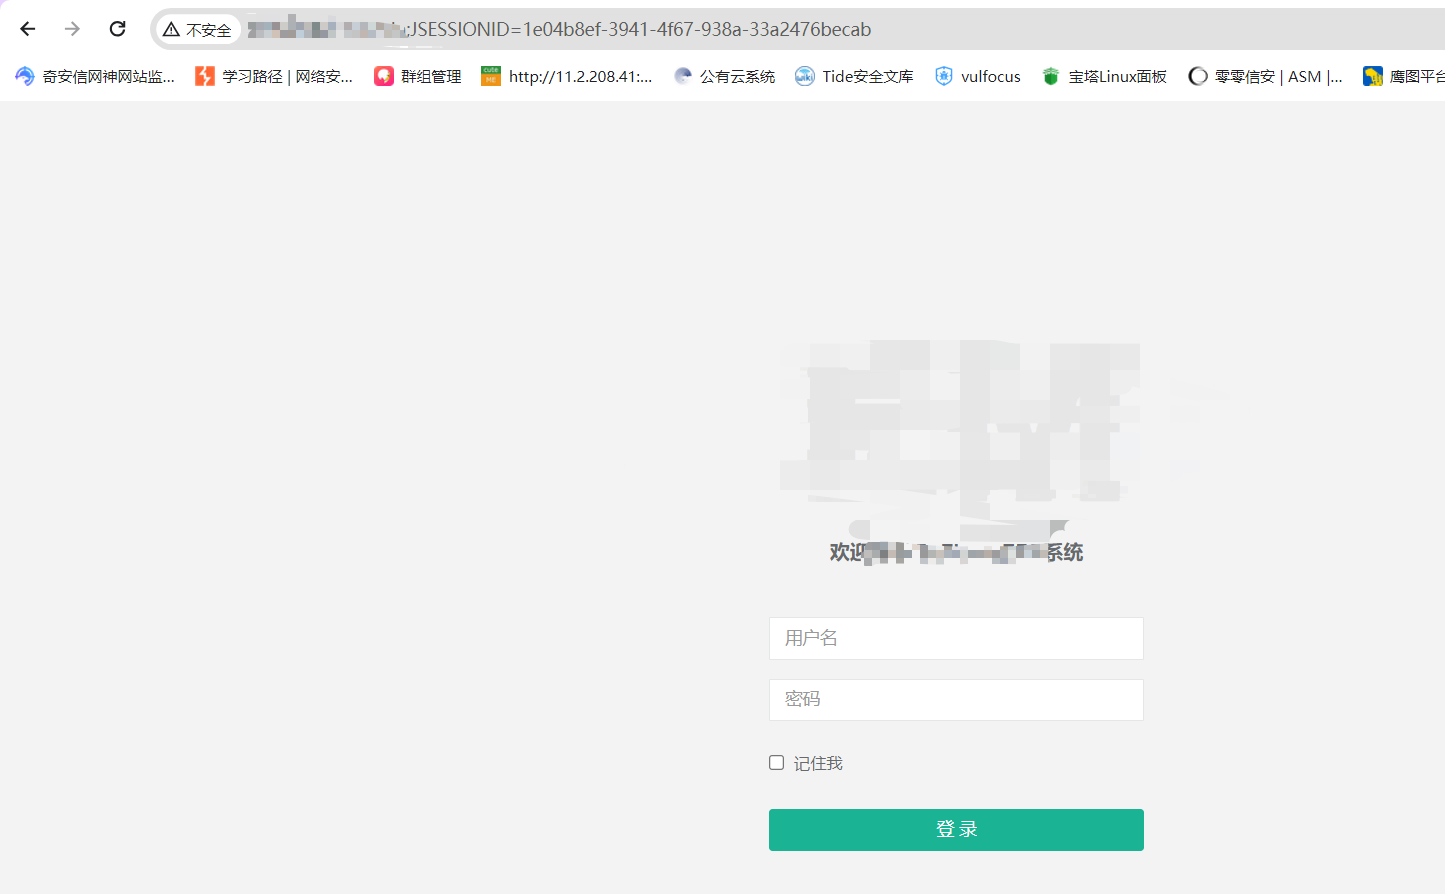 不安全 ;JSESSIONID=1e04b8ef-3941-4f67-938a-33a2476becab
奇安信网神网站监... 学习路径 | 网络安... 群组管理 cute ME http://11.2.208.41:... 公有云系统 wiki Tide安全文库 vulfocus 宝塔Linux面板 零零信安 | ASM |... 鹰图平台
欢迎 系统
用户名
密码
记住我
登 录